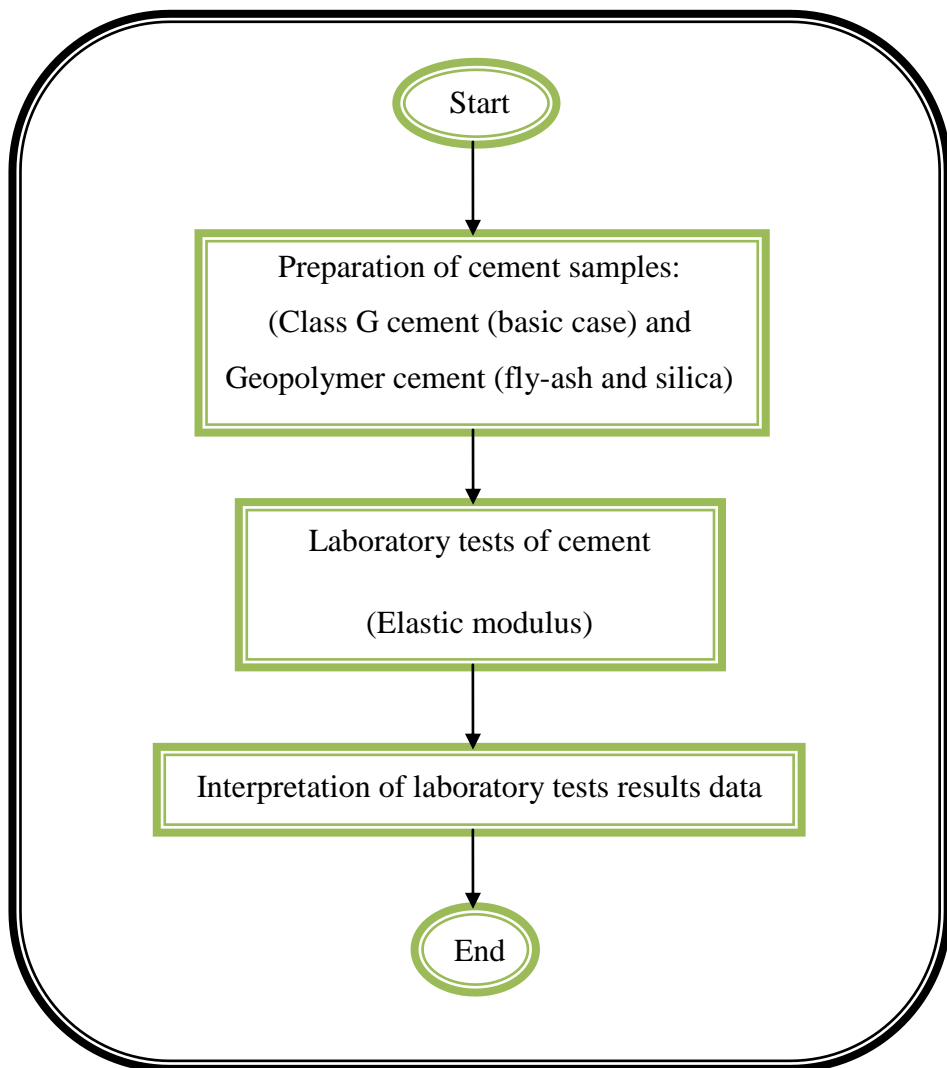 Start
Preparation of cement samples:
(Class G cement (basic case) and
Geopolymer cement (fly-ash and silica)
Laboratory tests of cement
(Elastic modulus)
Interpretation of laboratory tests results data
End